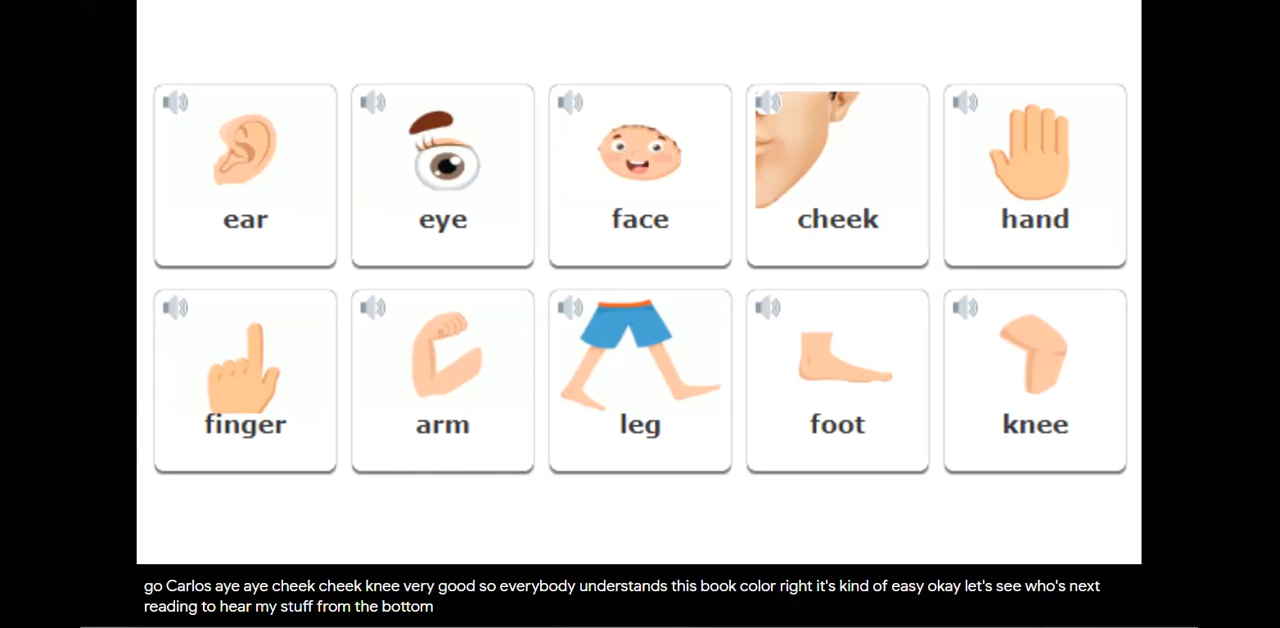 ear eye face cheek hand
finger arm leg foot knee
go Carlos aye aye cheek cheek knee very good so everybody understands this book color right it's kind of easy okay let's see who's next
reading to hear my stuff from the bottom